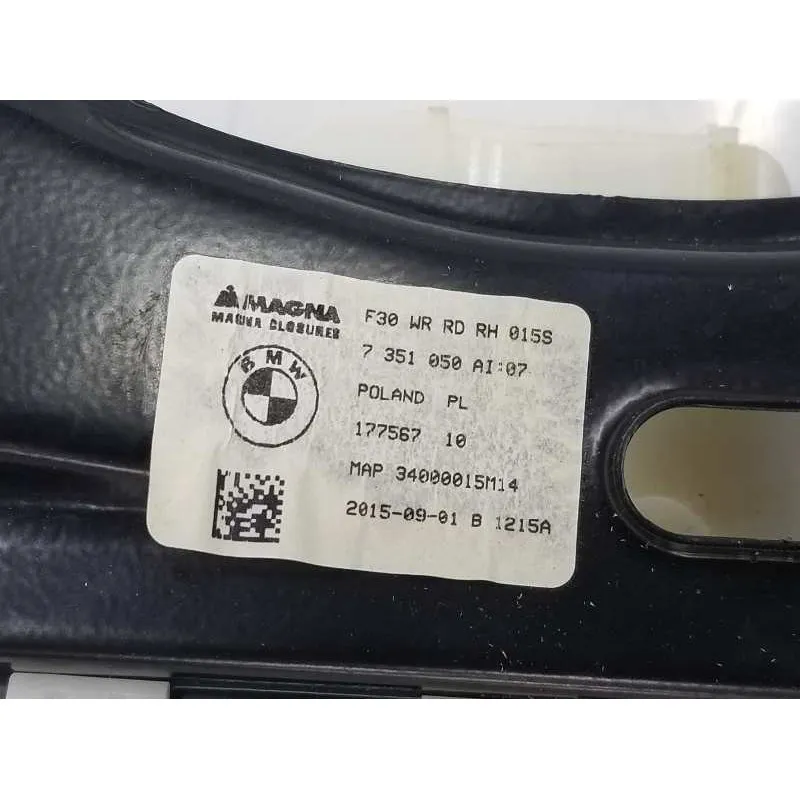 MAGNA
MAGNA CLOSURES
BMW
F30 WR RD RH 015S
7 351 050 AI:07
POLAND PL
177567 10
MAP 34000015M14
2015-09-01 B 1215A